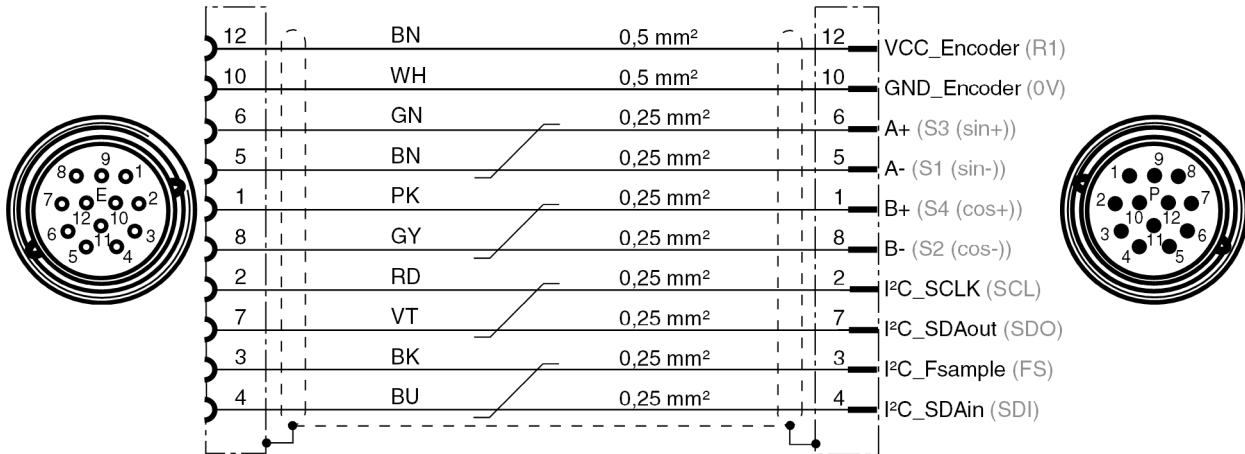 12 BN 0,5 mm² 12 VCC_Encoder (R1)
10 WH 0,5 mm² 10 GND_Encoder (0V)
6 GN 0,25 mm² 6 A+ (S3 (sin+))
5 BN 0,25 mm² 5 A- (S1 (sin-))
1 PK 0,25 mm² 1 B+ (S4 (cos+))
8 GY 0,25 mm² 8 B- (S2 (cos-))
2 RD 0,25 mm² 2 I²C_SCLK (SCL)
7 VT 0,25 mm² 7 I²C_SDAout (SDO)
3 BK 0,25 mm² 3 I²C_Fsample (FS)
4 BU 0,25 mm² 4 I²C_SDAin (SDI)
9
8 1
E
7 2
12 10
6 3
11
5 4
9
1 8
P
2 7
10 12
3 6
11
4 5